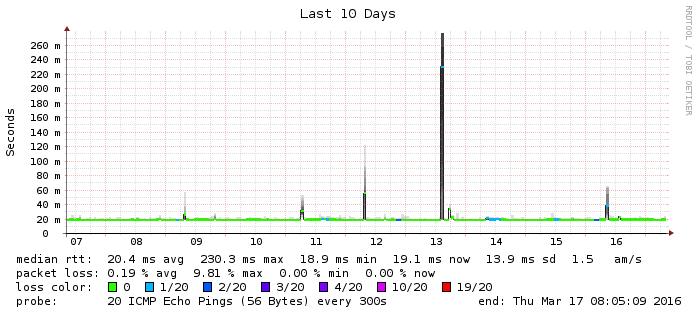 Last 10 Days
RRDTOOL / TOBI OETIKER
Seconds
260 m
240 m
220 m
200 m
180 m
160 m
140 m
120 m
100 m
80 m
60 m
40 m
20 m
0
07 08 09 10 11 12 13 14 15 16
median rtt: 20.4 ms avg 230.3 ms max 18.9 ms min 19.1 ms now 13.9 ms sd 1.5 am/s
packet loss: 0.19 % avg 9.81 % max 0.00 % min 0.00 % now
loss color: 0 1/20 2/20 3/20 4/20 10/20 19/20
probe: 20 ICMP Echo Pings (56 Bytes) every 300s end: Thu Mar 17 08:05:09 2016